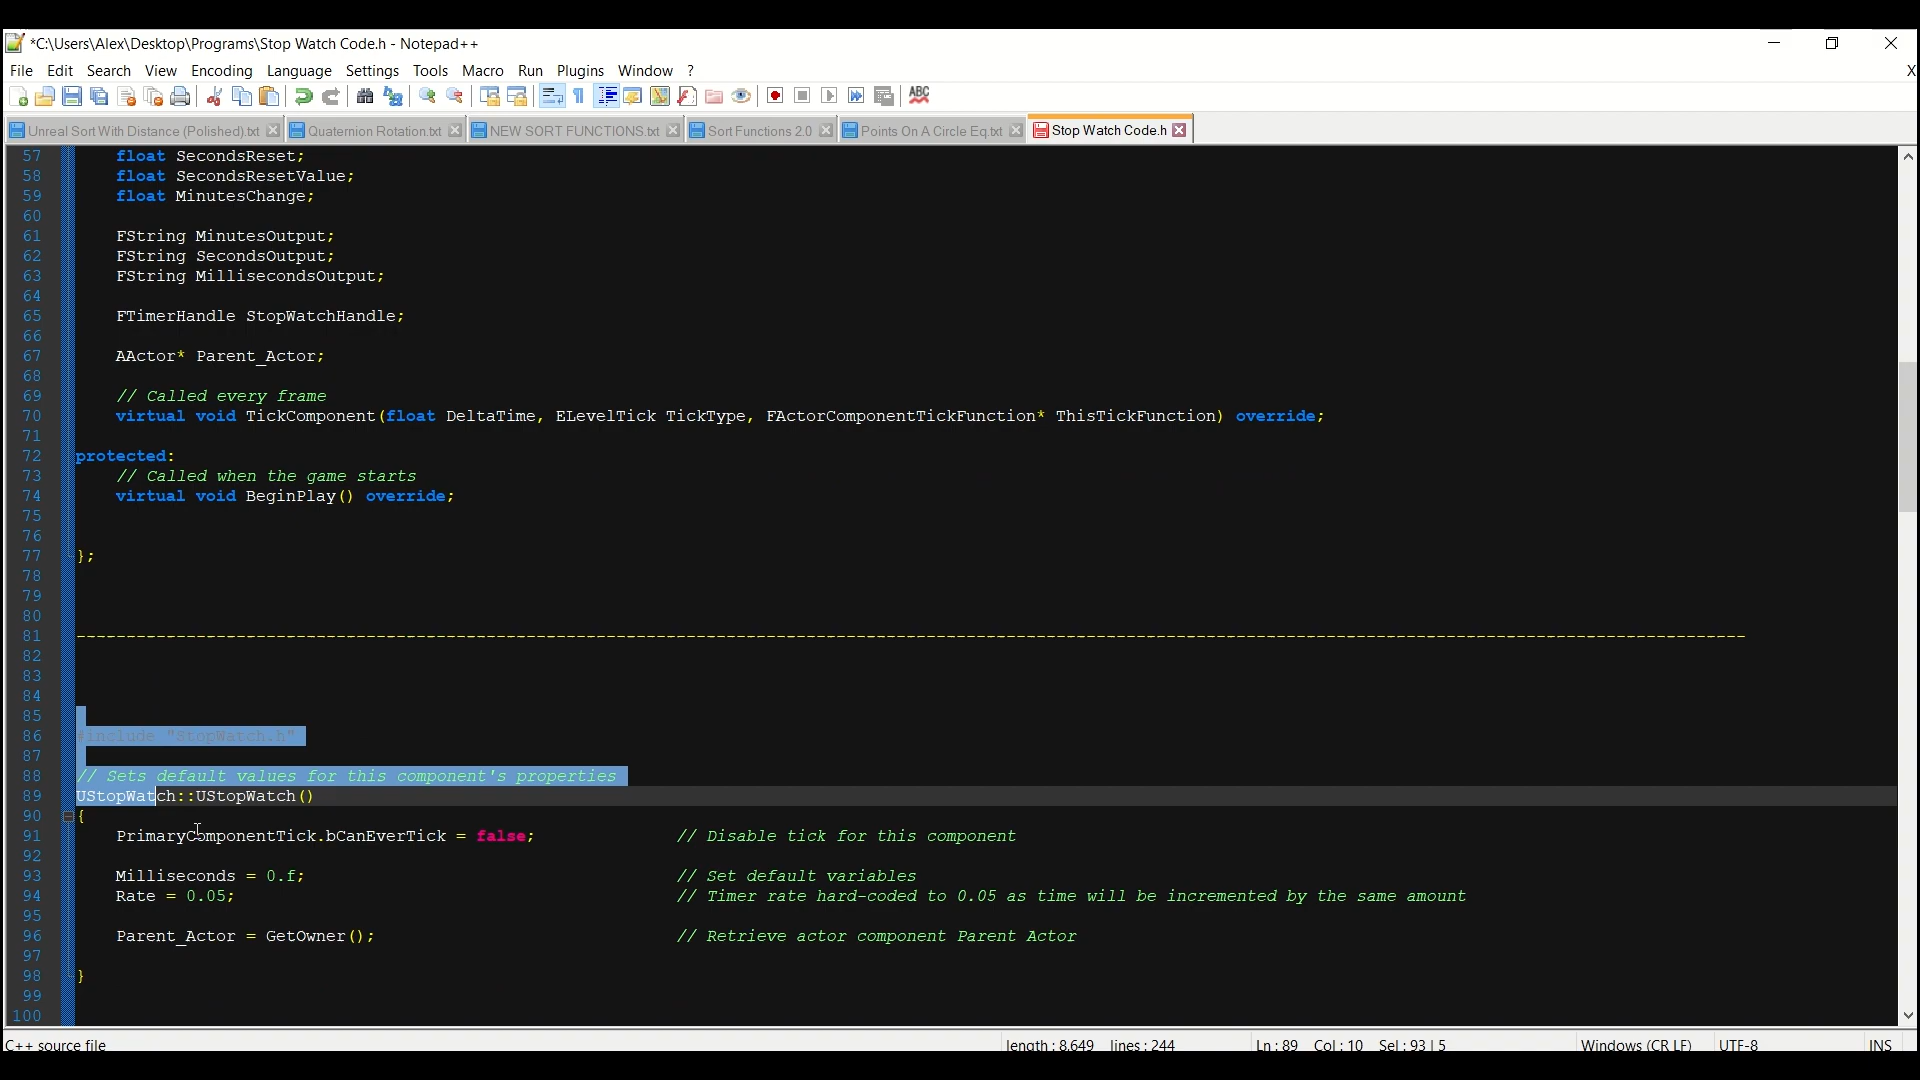 *C:\Users\Alex\Desktop\Programs\Stop Watch Code.h - Notepad++
File Edit Search View Encoding Language Settings Tools Macro Run Plugins Window ? X
ABC
Unreal Sort With Distance (Polished).txt Quaternion Rotation.txt NEW SORT FUNCTIONS.txt Sort Functions 2.0 Points On A Circle Eq.txt Stop Watch Code.h
57 float SecondsReset;
58 float SecondsResetValue;
59 float MinutesChange;
60
61 FString MinutesOutput;
62 FString SecondsOutput;
63 FString MillisecondsOutput;
64
65 FTimerHandle StopWatchHandle;
66
67 AActor* Parent_Actor;
68
69 // Called every frame
70 virtual void TickComponent(float DeltaTime, ELevelTick TickType, FActorComponentTickFunction* ThisTickFunction) override;
71
72 protected:
73 // Called when the game starts
74 virtual void BeginPlay() override;
75
76
77 };
78
79
80
81 -----------------------------------------------------------------------------------------------------------------------------------------------------------------------
82
83
84
85
86 #include "StopWatch.h"
87
88 // Sets default values for this component's properties
89 UStopWatch::UStopWatch()
90 {
91 PrimaryComponentTick.bCanEverTick = false; // Disable tick for this component
92
93 Milliseconds = 0.f; // Set default variables
94 Rate = 0.05; // Timer rate hard-coded to 0.05 as time will be incremented by the same amount
95
96 Parent_Actor = GetOwner(); // Retrieve actor component Parent Actor
97
98 }
99
100
C++ source file length : 8,649 lines : 244 Ln : 89 Col : 10 Sel : 93 | 5 Windows (CR LF) UTF-8 INS